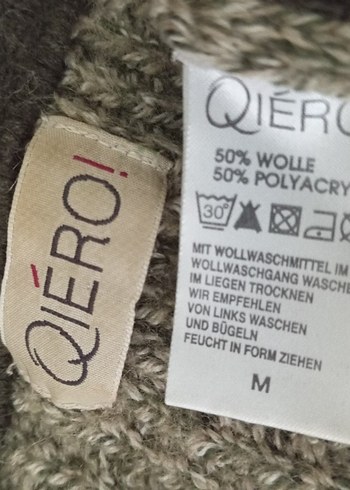 QIÉRO!
QIÉRO
50% WOLLE
50% POLYACRY
30
MIT WOLLWASCHMITTEL IM
WOLLWASCHGANG WASCHE
IM LIEGEN TROCKNEN
WIR EMPFEHLEN
VON LINKS WASCHEN
UND BÜGELN
FEUCHT IN FORM ZIEHEN
M